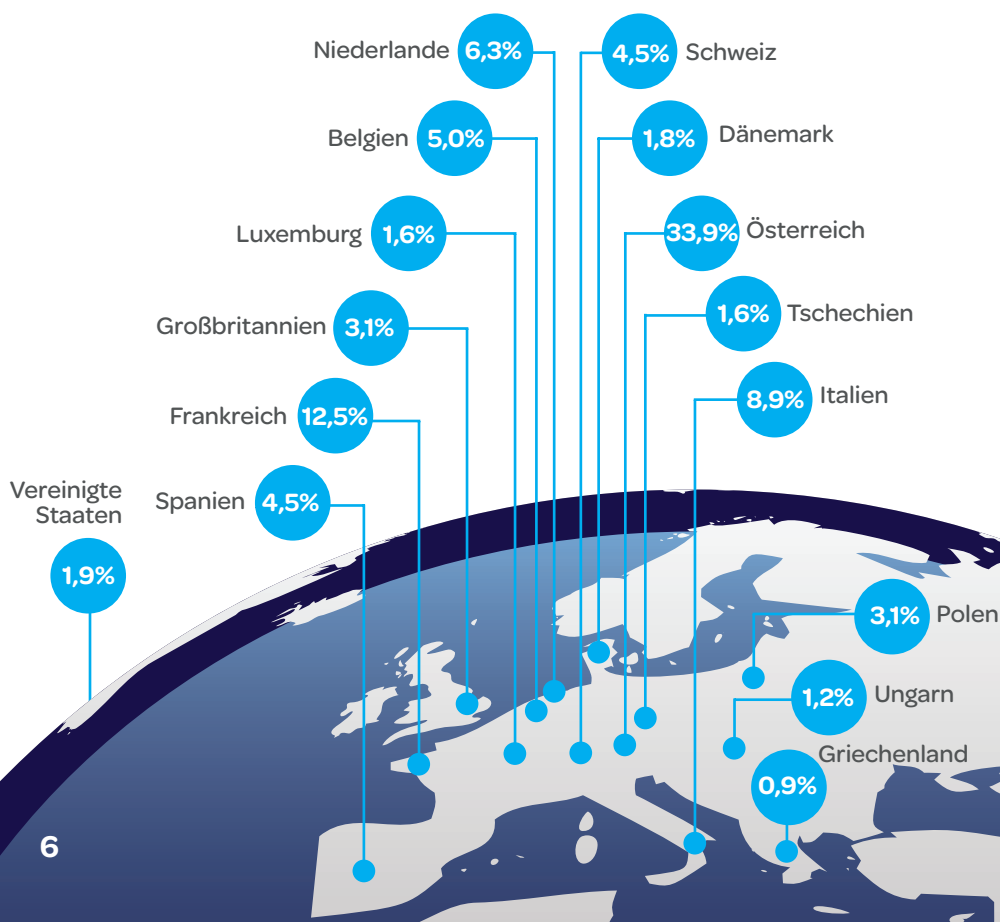 Niederlande 6,3%
4,5% Schweiz
Belgien 5,0%
1,8% Dänemark
Luxemburg 1,6%
33,9% Österreich
Großbritannien 3,1%
1,6% Tschechien
Frankreich 12,5%
8,9% Italien
Vereinigte
Staaten
1,9%
Spanien 4,5%
3,1% Polen
1,2% Ungarn
Griechenland
0,9%
6